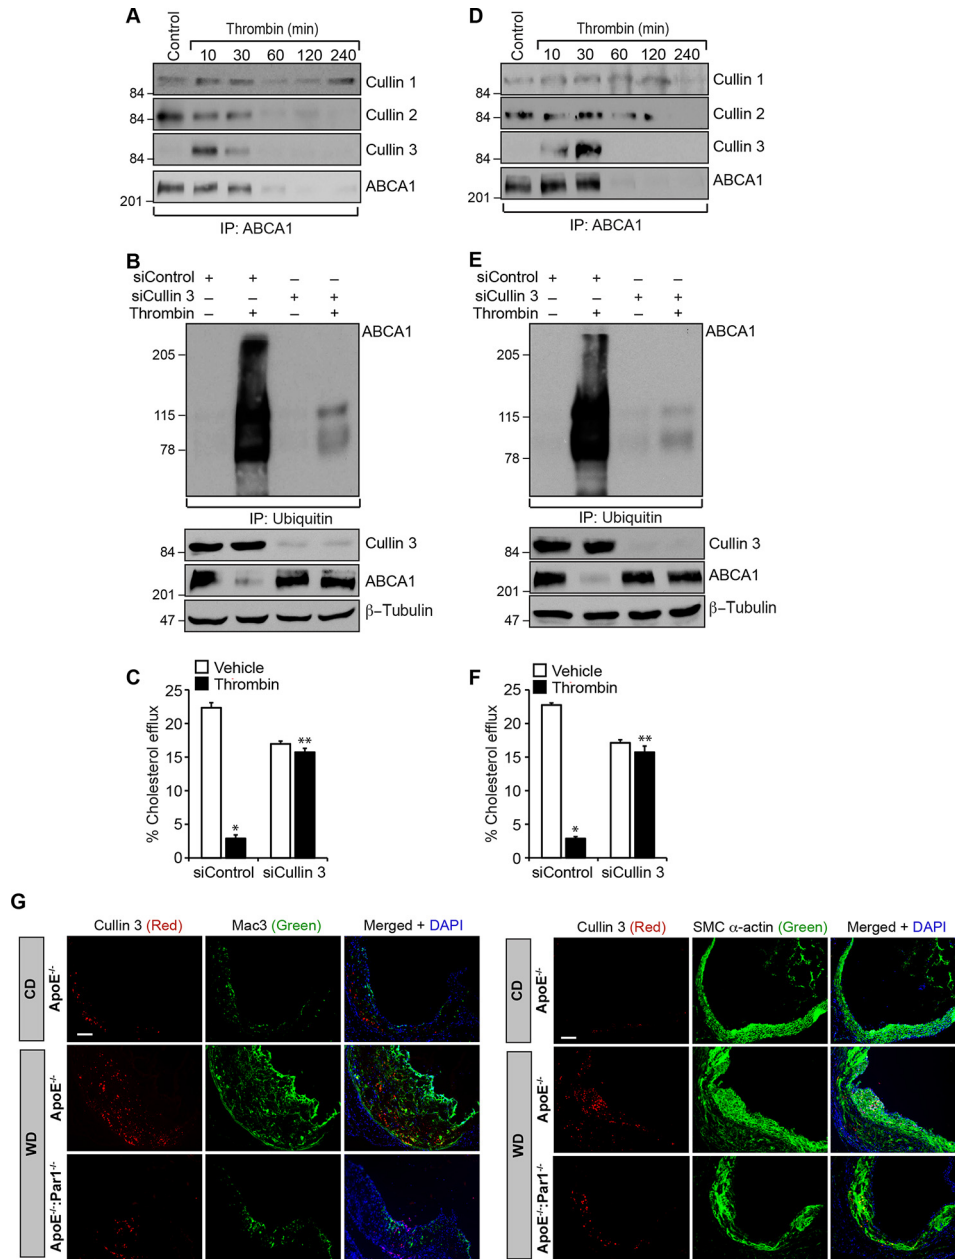 A
Control
Thrombin (min)
10 30 60 120 240
84 Cullin 1
84 Cullin 2
84 Cullin 3
201 ABCA1
IP: ABCA1
D
Control
Thrombin (min)
10 30 60 120 240
84 Cullin 1
84 Cullin 2
84 Cullin 3
201 ABCA1
IP: ABCA1
B
siControl + + – –
siCullin 3 – – + +
Thrombin – + – +
ABCA1
205
115
78
IP: Ubiquitin
84 Cullin 3
201 ABCA1
47 β–Tubulin
E
siControl + + – –
siCullin 3 – – + +
Thrombin – + – +
ABCA1
205
115
78
IP: Ubiquitin
84 Cullin 3
201 ABCA1
47 β–Tubulin
C
Vehicle
Thrombin
% Cholesterol efflux
25
20
15
10
5
0
*
**
siControl siCullin 3
F
Vehicle
Thrombin
% Cholesterol efflux
25
20
15
10
5
0
*
**
siControl siCullin 3
G
Cullin 3 (Red) Mac3 (Green) Merged + DAPI
CD
ApoE-/-
WD
ApoE-/-
ApoE-/-:Par1-/-
Cullin 3 (Red) SMC α-actin (Green) Merged + DAPI
CD
ApoE-/-
WD
ApoE-/-
ApoE-/-:Par1-/-